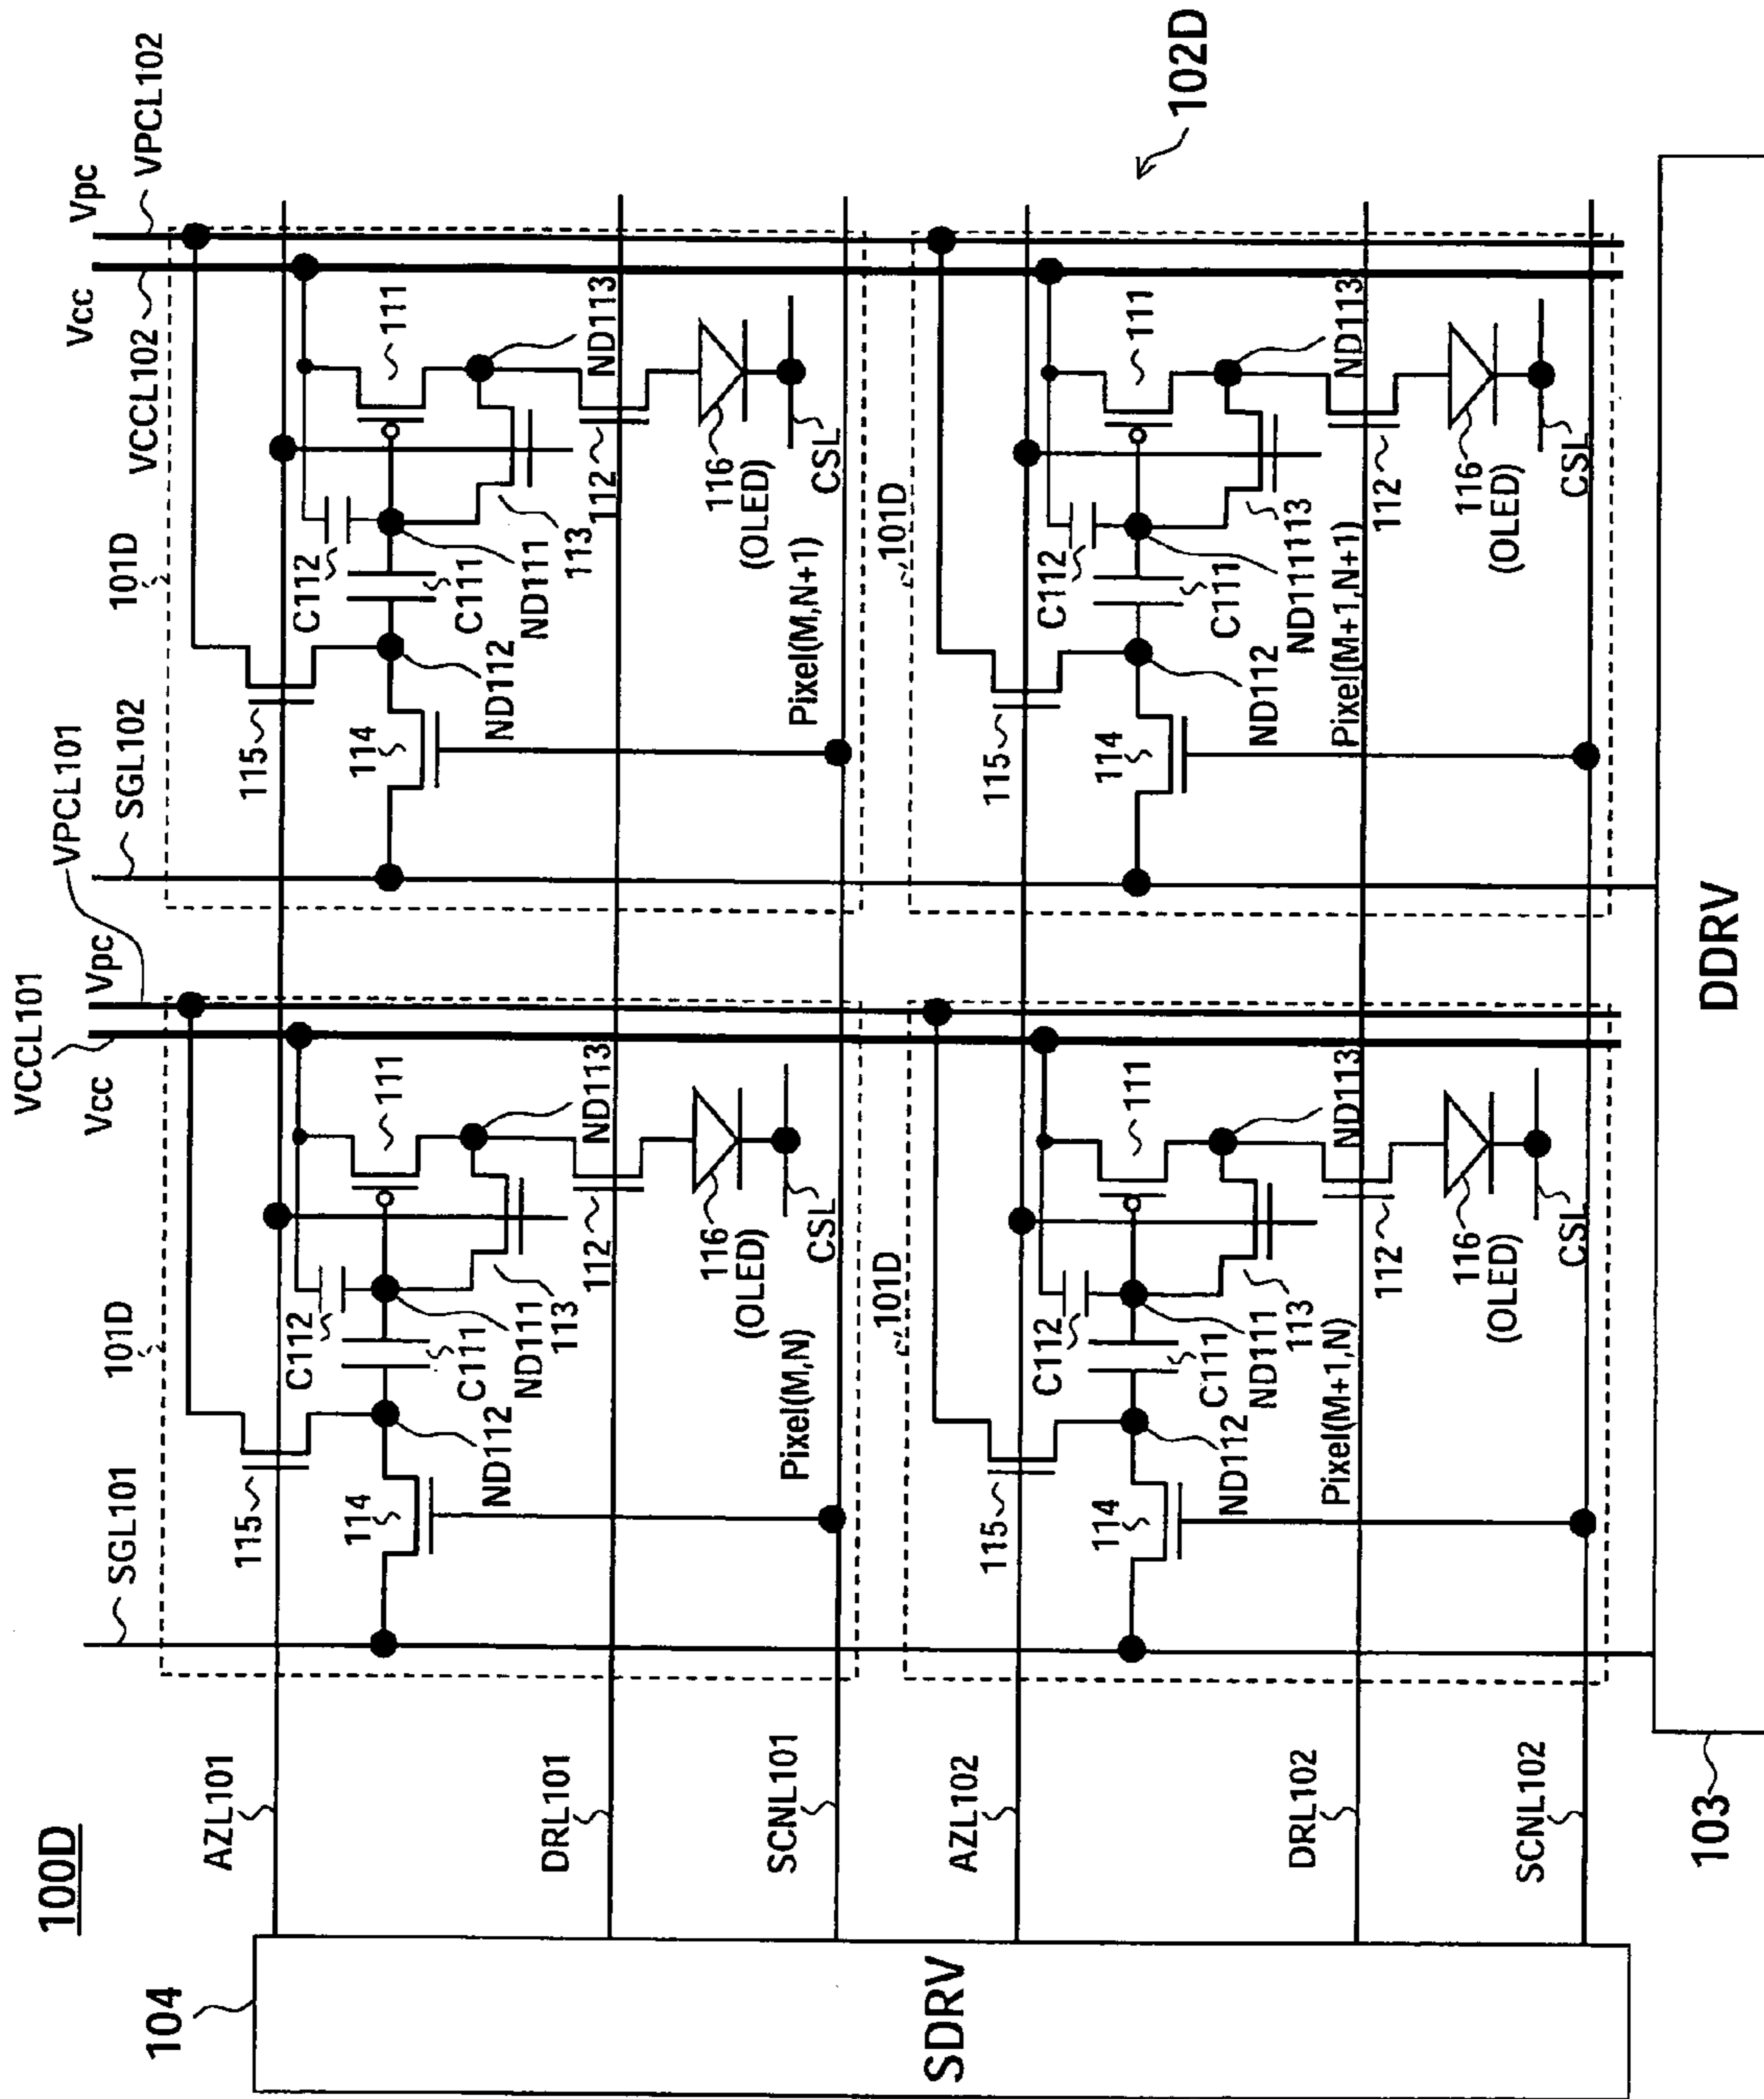 100D
104
SDRV
AZL101
DRL101
SCNL101
AZL102
DRL102
SCNL102
103
DDRV
102D
SGL101
101D
VCCL101
Vcc
Vpc
VPCL101
115
114
ND112
C112
C111
ND111
113
111
ND113
112
116
(OLED)
CSL
Pixel(M,N)
SGL102
101D
VCCL102
Vcc
Vpc
VPCL102
115
114
ND112
C112
C111
ND111
113
111
ND113
112
116
(OLED)
CSL
Pixel(M,N+1)
101D
115
114
ND112
C112
C111
ND111
113
111
ND113
112
116
(OLED)
CSL
Pixel(M+1,N)
101D
115
114
ND112
C112
C111
ND111113
111
ND113
112
116
(OLED)
CSL
Pixel(M+1,N+1)